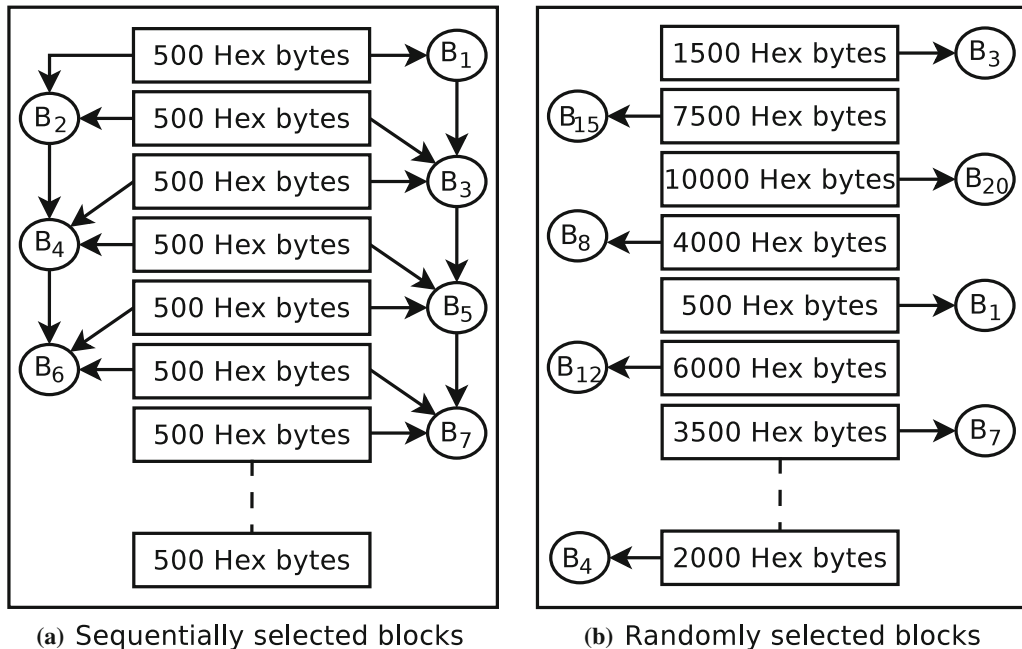 500 Hex bytes
B1
B2
500 Hex bytes
500 Hex bytes
B3
B4
500 Hex bytes
500 Hex bytes
B5
B6
500 Hex bytes
500 Hex bytes
B7
500 Hex bytes
(a) Sequentially selected blocks
1500 Hex bytes
B3
B15
7500 Hex bytes
10000 Hex bytes
B20
B8
4000 Hex bytes
500 Hex bytes
B1
B12
6000 Hex bytes
3500 Hex bytes
B7
B4
2000 Hex bytes
(b) Randomly selected blocks